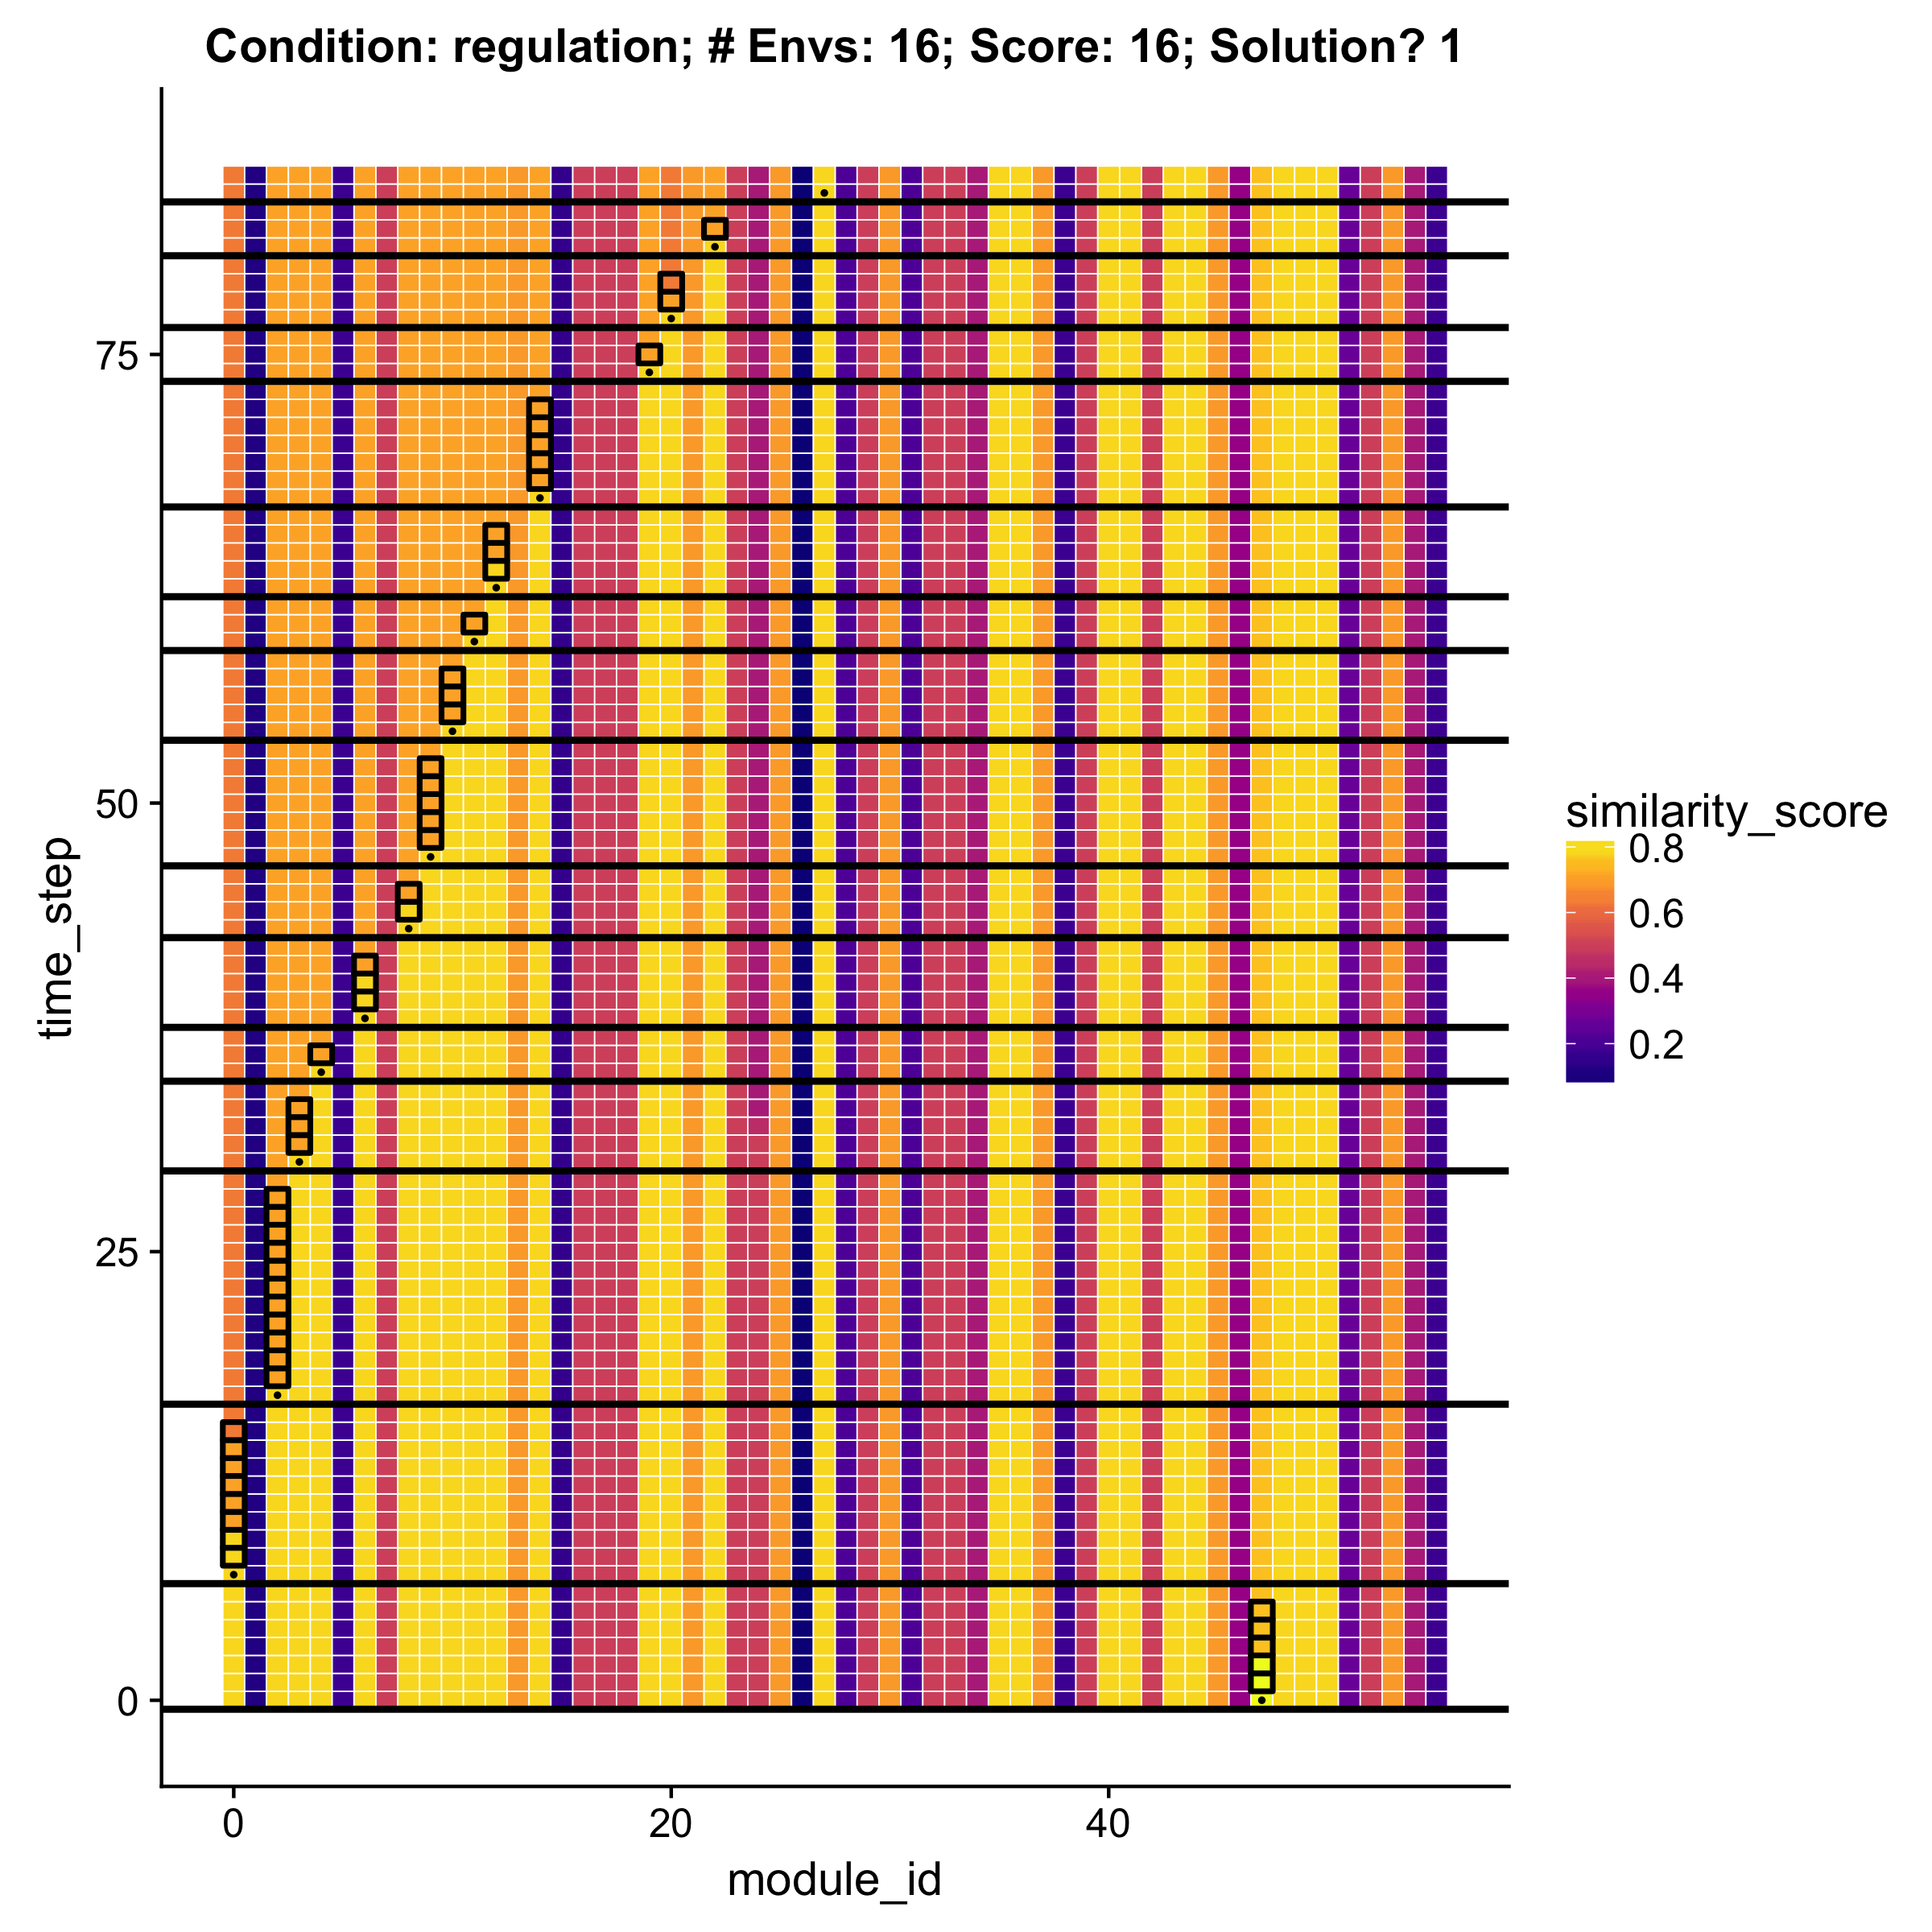 Condition: regulation; # Envs: 16; Score: 16; Solution? 1
75
50
25
0
time_step
0 20 40
module_id
similarity_score
0.8
0.6
0.4
0.2